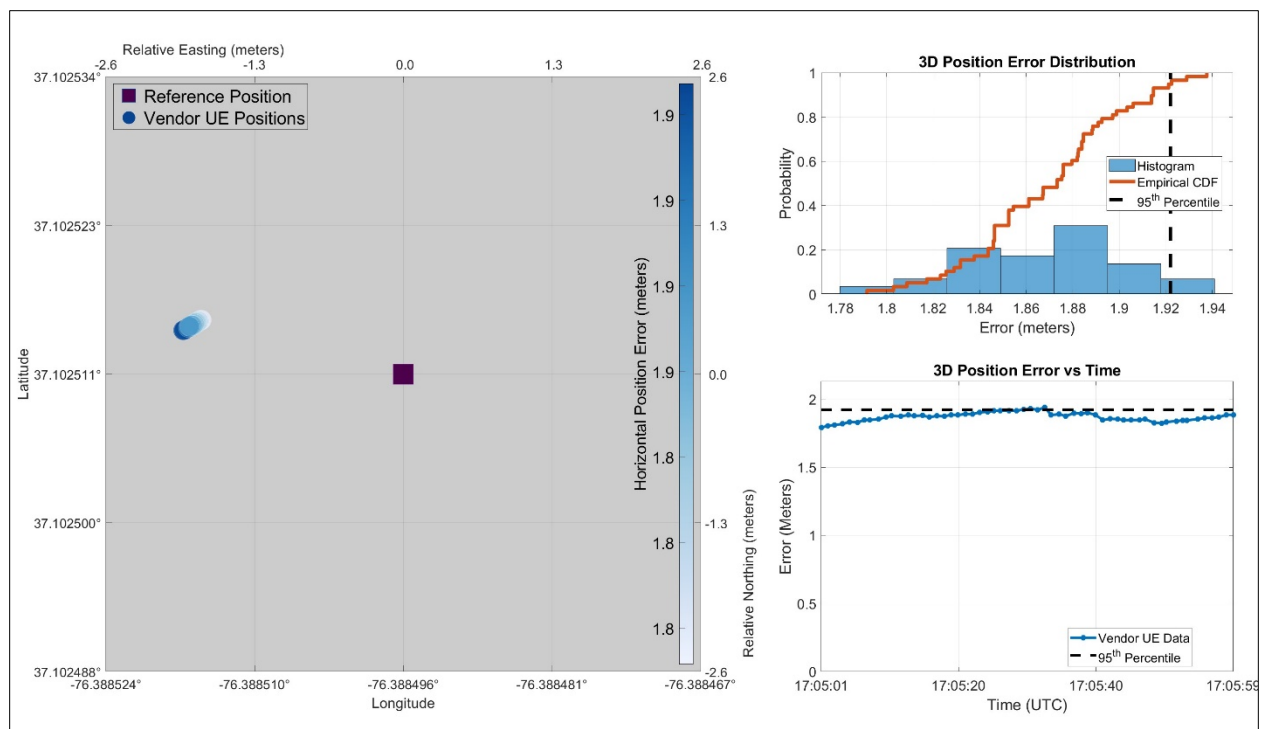 Relative Easting (meters)
-2.6 -1.3 0.0 1.3 2.6
37.102534° 2.6
Reference Position
Vendor UE Positions
1.9
37.102523° 1.3
1.9
1.9
37.102511° 1.9 0.0
1.8
37.102500° 1.8 -1.3
1.8
37.102488° -2.6
Latitude
Horizontal Position Error (meters)
Relative Northing (meters)
-76.388524° -76.388510° -76.388496° -76.388481° -76.388467°
Longitude
3D Position Error Distribution
1
0.8
0.6
0.4
0.2
0
Probability
Histogram
Empirical CDF
95th Percentile
1.78 1.8 1.82 1.84 1.86 1.88 1.9 1.92 1.94
Error (meters)
3D Position Error vs Time
2
1.5
1
0.5
0
Error (Meters)
Vendor UE Data
95th Percentile
17:05:01 17:05:20 17:05:40 17:05:59
Time (UTC)